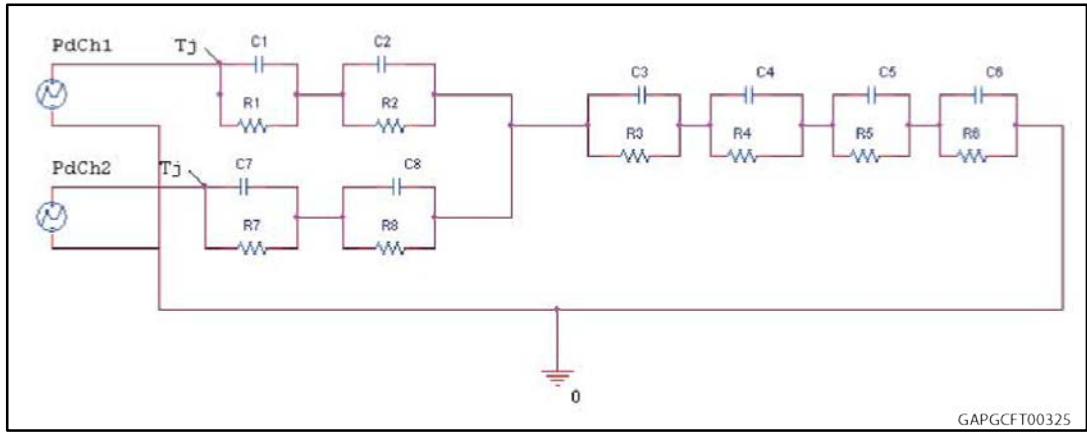 PdCh1
Tj
C1
C2
R1
R2
C3
C4
C5
C6
R3
R4
R5
R6
PdCh2
Tj
C7
C8
R7
R8
0
GAPGCFT00325